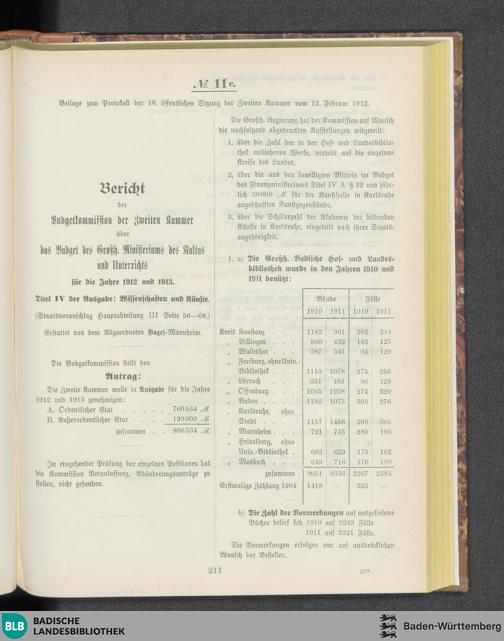 № 11c.
Beilage zum Protokoll der 18. öffentlichen Sitzung der Zweiten Kammer vom 12. Februar 1912.
Bericht
der
Budgetkommission der Zweiten Kammer
über
das Budget des Großh. Ministeriums des Kultus
und Unterrichts
für die Jahre 1912 und 1913.
Titel IV der Ausgabe: Wissenschaften und Künste.
(Staatsvoranschlag Hauptabteilung III Seite 56—68.)
Erstattet von dem Abgeordneten Vogel-Mannheim.
Die Budgetkommission stellt den
Antrag:
Die Zweite Kammer wolle in Ausgabe für die Jahre
1912 und 1913 genehmigen:
A. Ordentlicher Etat . . . . . 760534 ℳ
B. Außerordentlicher Etat . . . 120000 ℳ
zusammen . . 880534 ℳ
In eingehender Prüfung der einzelnen Positionen hat
die Kommission Veranlassung, Abänderungsanträge zu
stellen, nicht gefunden.
Die Großh. Regierung hat der Kommission auf Wunsch
die nachfolgend abgedruckten Aufstellungen mitgeteilt:
1. über die Zahl der in der Hof- und Landesbiblio-
thek entliehenen Werke, verteilt auf die einzelnen
Kreise des Landes,
2. über die aus den bewilligten Mitteln im Budget
des Finanzministeriums Titel IV A § 32 von jähr-
lich 50000 ℳ für die Kunsthalle in Karlsruhe
angeschafften Kunstgegenstände,
3. über die Schülerzahl der Akademie der bildenden
Künste in Karlsruhe, eingeteilt nach ihrer Staats-
angehörigkeit.
1. a) Die Großh. Badische Hof- und Landes-
bibliothek wurde in den Jahren 1910 und
1911 benützt:
Bände Fälle
1910 1911 1910 1911
Kreis Konstanz 1162 961 262 244
„ Villingen . . . 500 432 142 127
„ Waldshut . . . 387 541 94 129
„ Freiburg, ohne Univ.-
Bibliothek . . . 1110 1078 275 256
„ Lörrach . . . 351 481 96 129
„ Offenburg . . . 1065 1238 274 320
„ Baden . . . 1186 1075 303 276
„ Karlsruhe, ohne
Stadt . . . . 1157 1456 296 365
„ Mannheim . . . 721 745 180 196
„ Heidelberg, ohne
Univ.-Bibliothek . 683 623 175 162
„ Mosbach . . . 649 716 170 180
zusammen 9051 9346 2267 2384
Erstmalige Zählung 1904 1418 — 325 —
b) Die Zahl der Vormerkungen auf ausgeliehene
Bücher belief sich 1910 auf 2243 Fälle
1911 auf 2221 Fälle.
Die Vormerkungen erfolgen nur auf ausdrücklichen
Wunsch der Besteller.
211
27*
BLB BADISCHE
LANDESBIBLIOTHEK
Baden-Württemberg